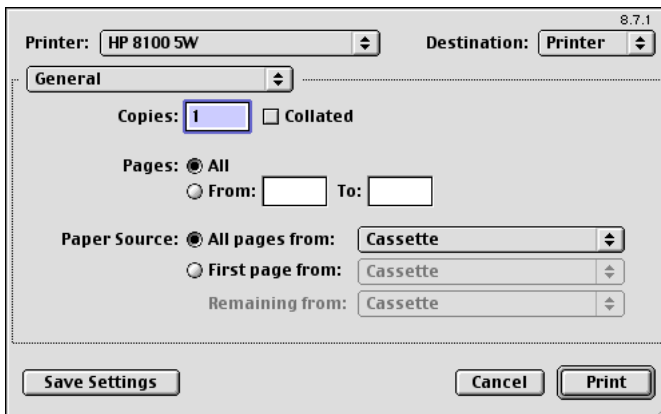 8.7.1
Printer: HP 8100 5W Destination: Printer
General
Copies: 1 Collated
Pages: All
From: To:
Paper Source: All pages from: Cassette
First page from: Cassette
Remaining from: Cassette
Save Settings Cancel Print